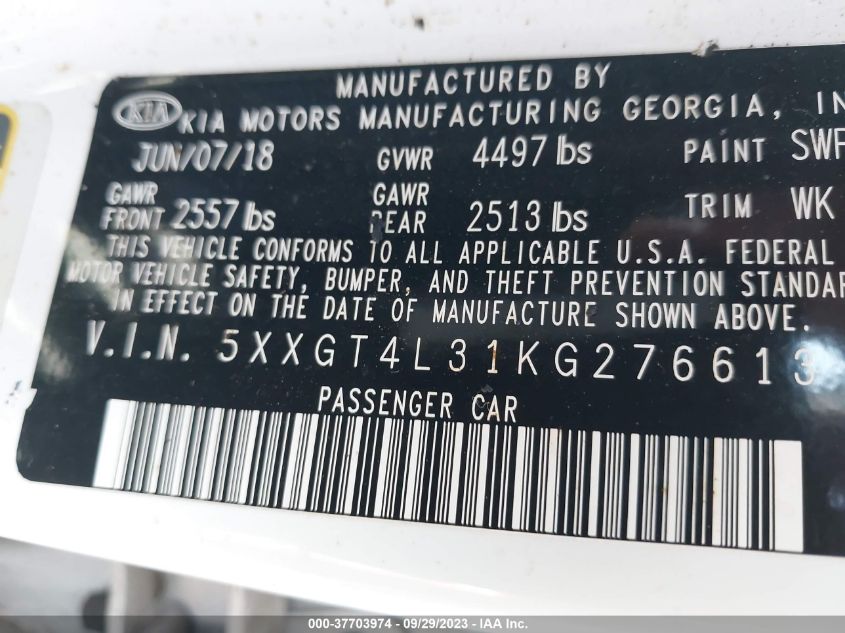 MANUFACTURED BY
KIA KIA MOTORS MANUFACTURING GEORGIA, IN
JUN/07/18 GVWR 4497 lbs PAINT SWP
GAWR FRONT 2557 lbs GAWR REAR 2513 lbs TRIM WK
THIS VEHICLE CONFORMS TO ALL APPLICABLE U.S.A. FEDERAL
MOTOR VEHICLE SAFETY, BUMPER, AND THEFT PREVENTION STANDAR
IN EFFECT ON THE DATE OF MANUFACTURE SHOWN ABOVE.
V.I.N. 5XXGT4L31KG276613
PASSENGER CAR
000-37703974 - 09/29/2023 - IAA Inc.